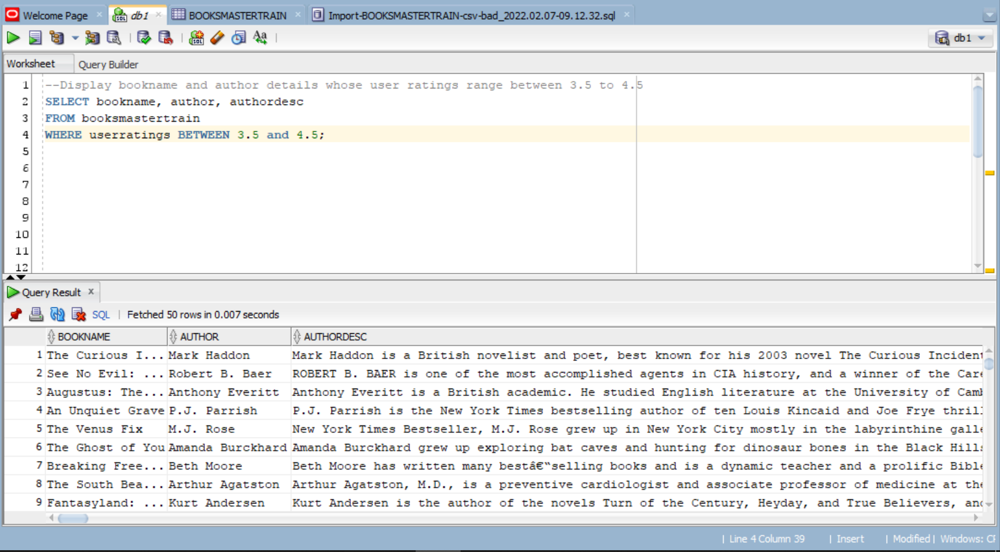 Welcome Page
db1
BOOKSMASTERTRAIN
Import-BOOKSMASTERTRAIN-csv-bad_2022.02.07-09.12.32.sql
db1
Worksheet
Query Builder
1 --Display bookname and author details whose user ratings range between 3.5 to 4.5
2 SELECT bookname, author, authordesc
3 FROM booksmastertrain
4 WHERE userratings BETWEEN 3.5 and 4.5;
5
6
7
8
9
10
11
12
Query Result x
SQL | Fetched 50 rows in 0.007 seconds
BOOKNAME AUTHOR AUTHORDESC
1 The Curious I... Mark Haddon Mark Haddon is a British novelist and poet, best known for his 2003 novel The Curious Incident
2 See No Evil: ... Robert B. Baer ROBERT B. BAER is one of the most accomplished agents in CIA history, and a winner of the Care
3 Augustus: The... Anthony Everitt Anthony Everitt is a British academic. He studied English literature at the University of Camb
4 An Unquiet Grave P.J. Parrish P.J. Parrish is the New York Times bestselling author of ten Louis Kincaid and Joe Frye thrill
5 The Venus Fix M.J. Rose New York Times Bestseller, M.J. Rose grew up in New York City mostly in the labyrinthine galle
6 The Ghost of You Amanda Burckhard Amanda Burckhard grew up exploring bat caves and hunting for dinosaur bones in the Black Hills
7 Breaking Free... Beth Moore Beth Moore has written many bestâ€“selling books and is a dynamic teacher and a prolific Bible
8 The South Bea... Arthur Agatston Arthur Agatston, M.D., is a preventive cardiologist and associate professor of medicine at the
9 Fantasyland: ... Kurt Andersen Kurt Andersen is the author of the novels Turn of the Century, Heyday, and True Believers, and
| Line 4 Column 39 | Insert | Modified | Windows: CF